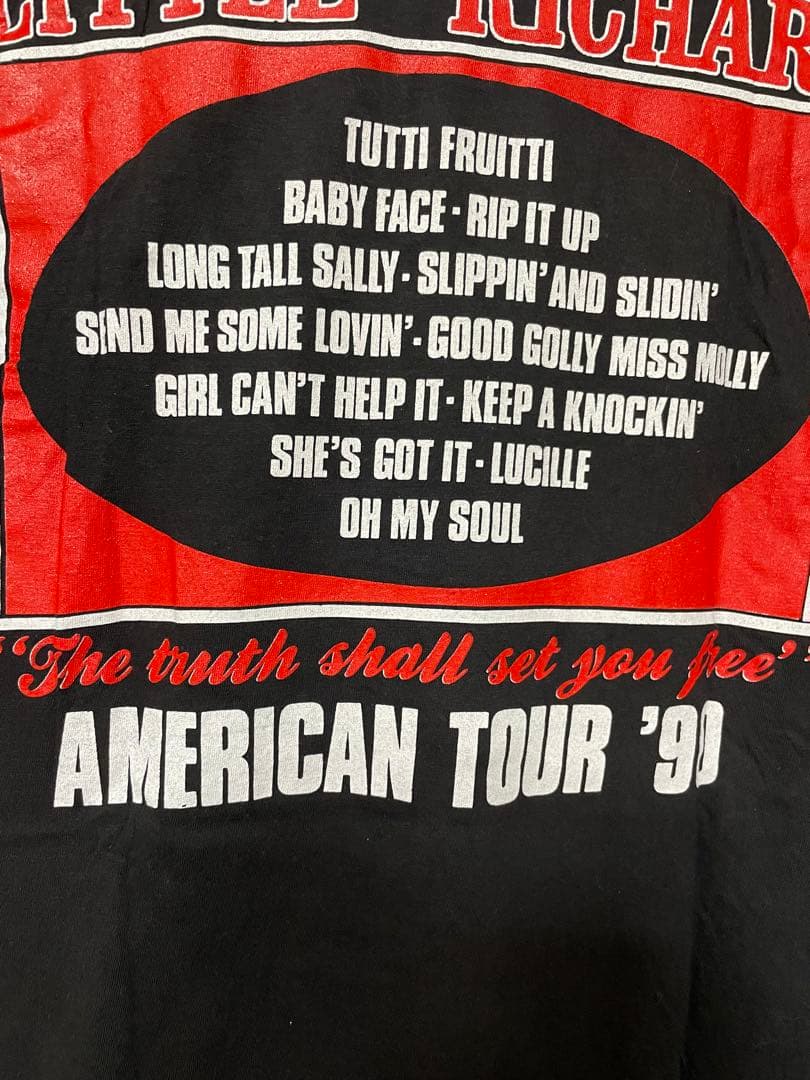 LITTLE RICHAR
TUTTI FRUITTI
BABY FACE · RIP IT UP
LONG TALL SALLY · SLIPPIN' AND SLIDIN'
SEND ME SOME LOVIN' · GOOD GOLLY MISS MOLLY
GIRL CAN'T HELP IT · KEEP A KNOCKIN'
SHE'S GOT IT · LUCILLE
OH MY SOUL
"The truth shall set you free"
AMERICAN TOUR '90